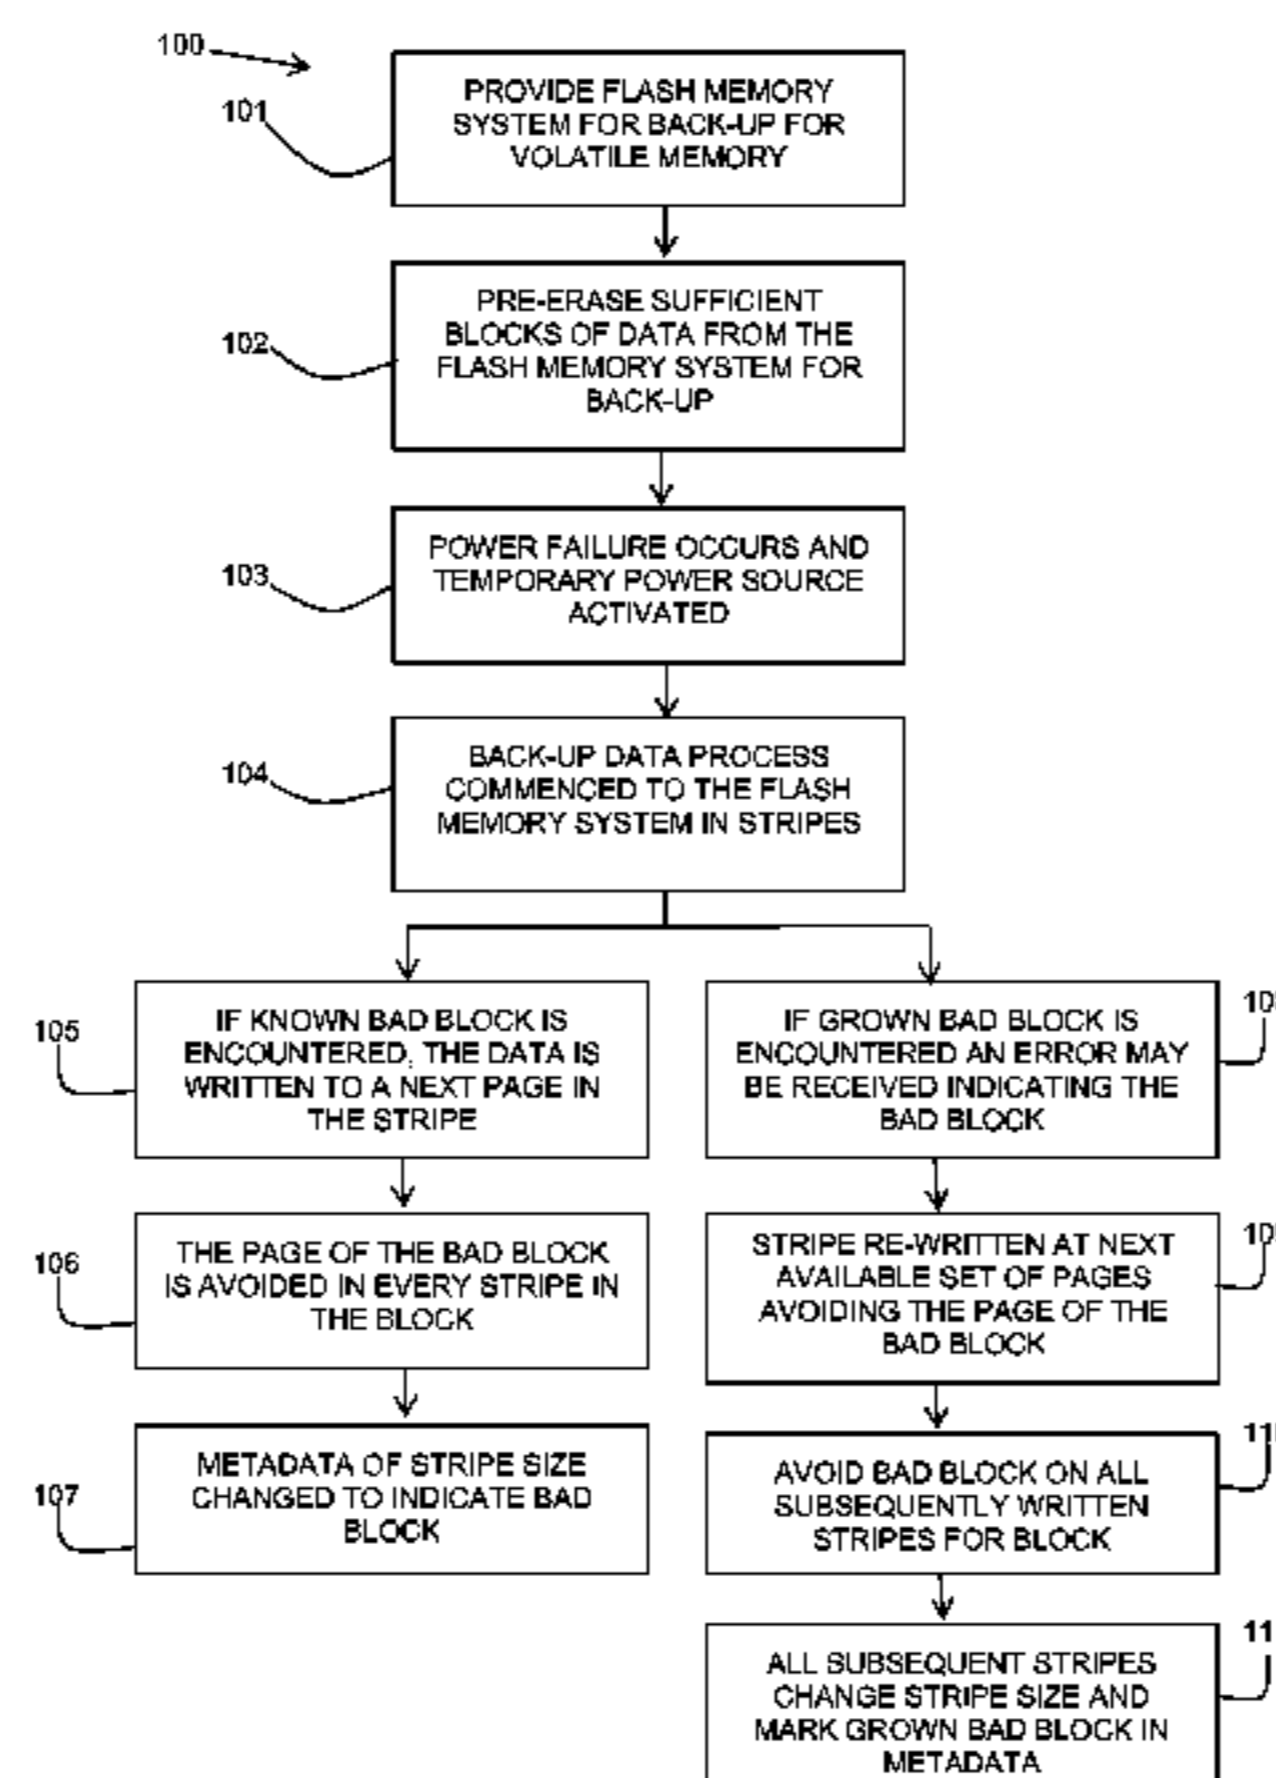 100
101
PROVIDE FLASH MEMORY
SYSTEM FOR BACK-UP FOR
VOLATILE MEMORY
102
PRE-ERASE SUFFICIENT
BLOCKS OF DATA FROM THE
FLASH MEMORY SYSTEM FOR
BACK-UP
103
POWER FAILURE OCCURS AND
TEMPORARY POWER SOURCE
ACTIVATED
104
BACK-UP DATA PROCESS
COMMENCED TO THE FLASH
MEMORY SYSTEM IN STRIPES
105
IF KNOWN BAD BLOCK IS
ENCOUNTERED, THE DATA IS
WRITTEN TO A NEXT PAGE IN
THE STRIPE
106
THE PAGE OF THE BAD BLOCK
IS AVOIDED IN EVERY STRIPE IN
THE BLOCK
107
METADATA OF STRIPE SIZE
CHANGED TO INDICATE BAD
BLOCK
IF GROWN BAD BLOCK IS
ENCOUNTERED AN ERROR MAY
BE RECEIVED INDICATING THE
BAD BLOCK
STRIPE RE-WRITTEN AT NEXT
AVAILABLE SET OF PAGES
AVOIDING THE PAGE OF THE
BAD BLOCK
AVOID BAD BLOCK ON ALL
SUBSEQUENTLY WRITTEN
STRIPES FOR BLOCK
ALL SUBSEQUENT STRIPES
CHANGE STRIPE SIZE AND
MARK GROWN BAD BLOCK IN
METADATA